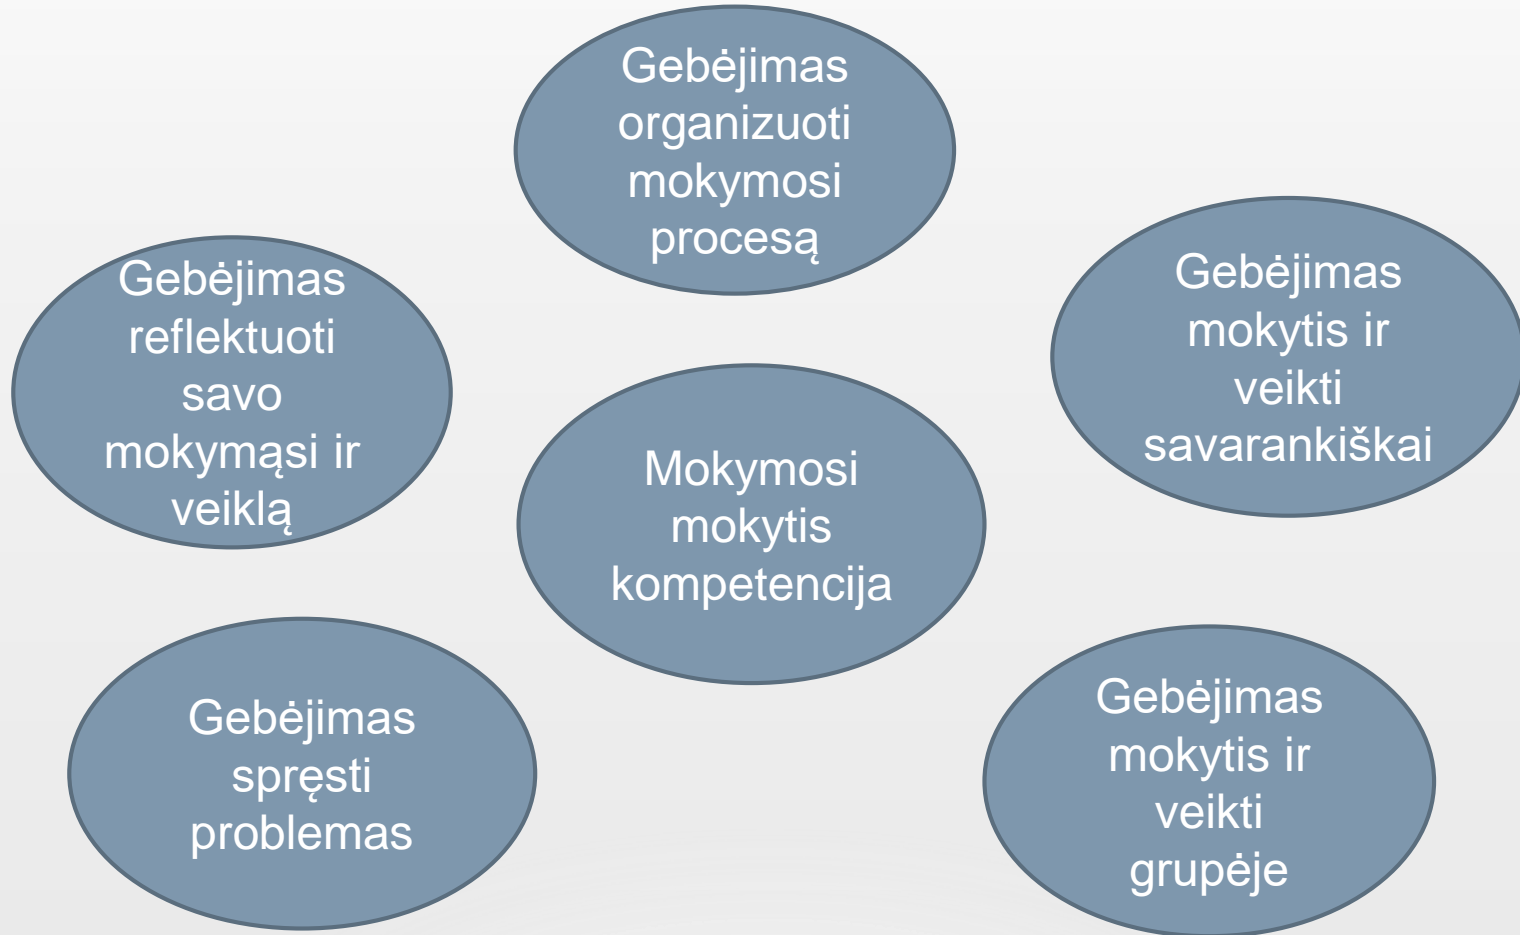 Gebėjimas
organizuoti
mokymosi
procesą
Gebėjimas
reflektuoti
savo
mokymąsi ir
veiklą
Gebėjimas
mokytis ir
veikti
savarankiškai
Mokymosi
mokytis
kompetencija
Gebėjimas
spręsti
problemas
Gebėjimas
mokytis ir
veikti
grupėje